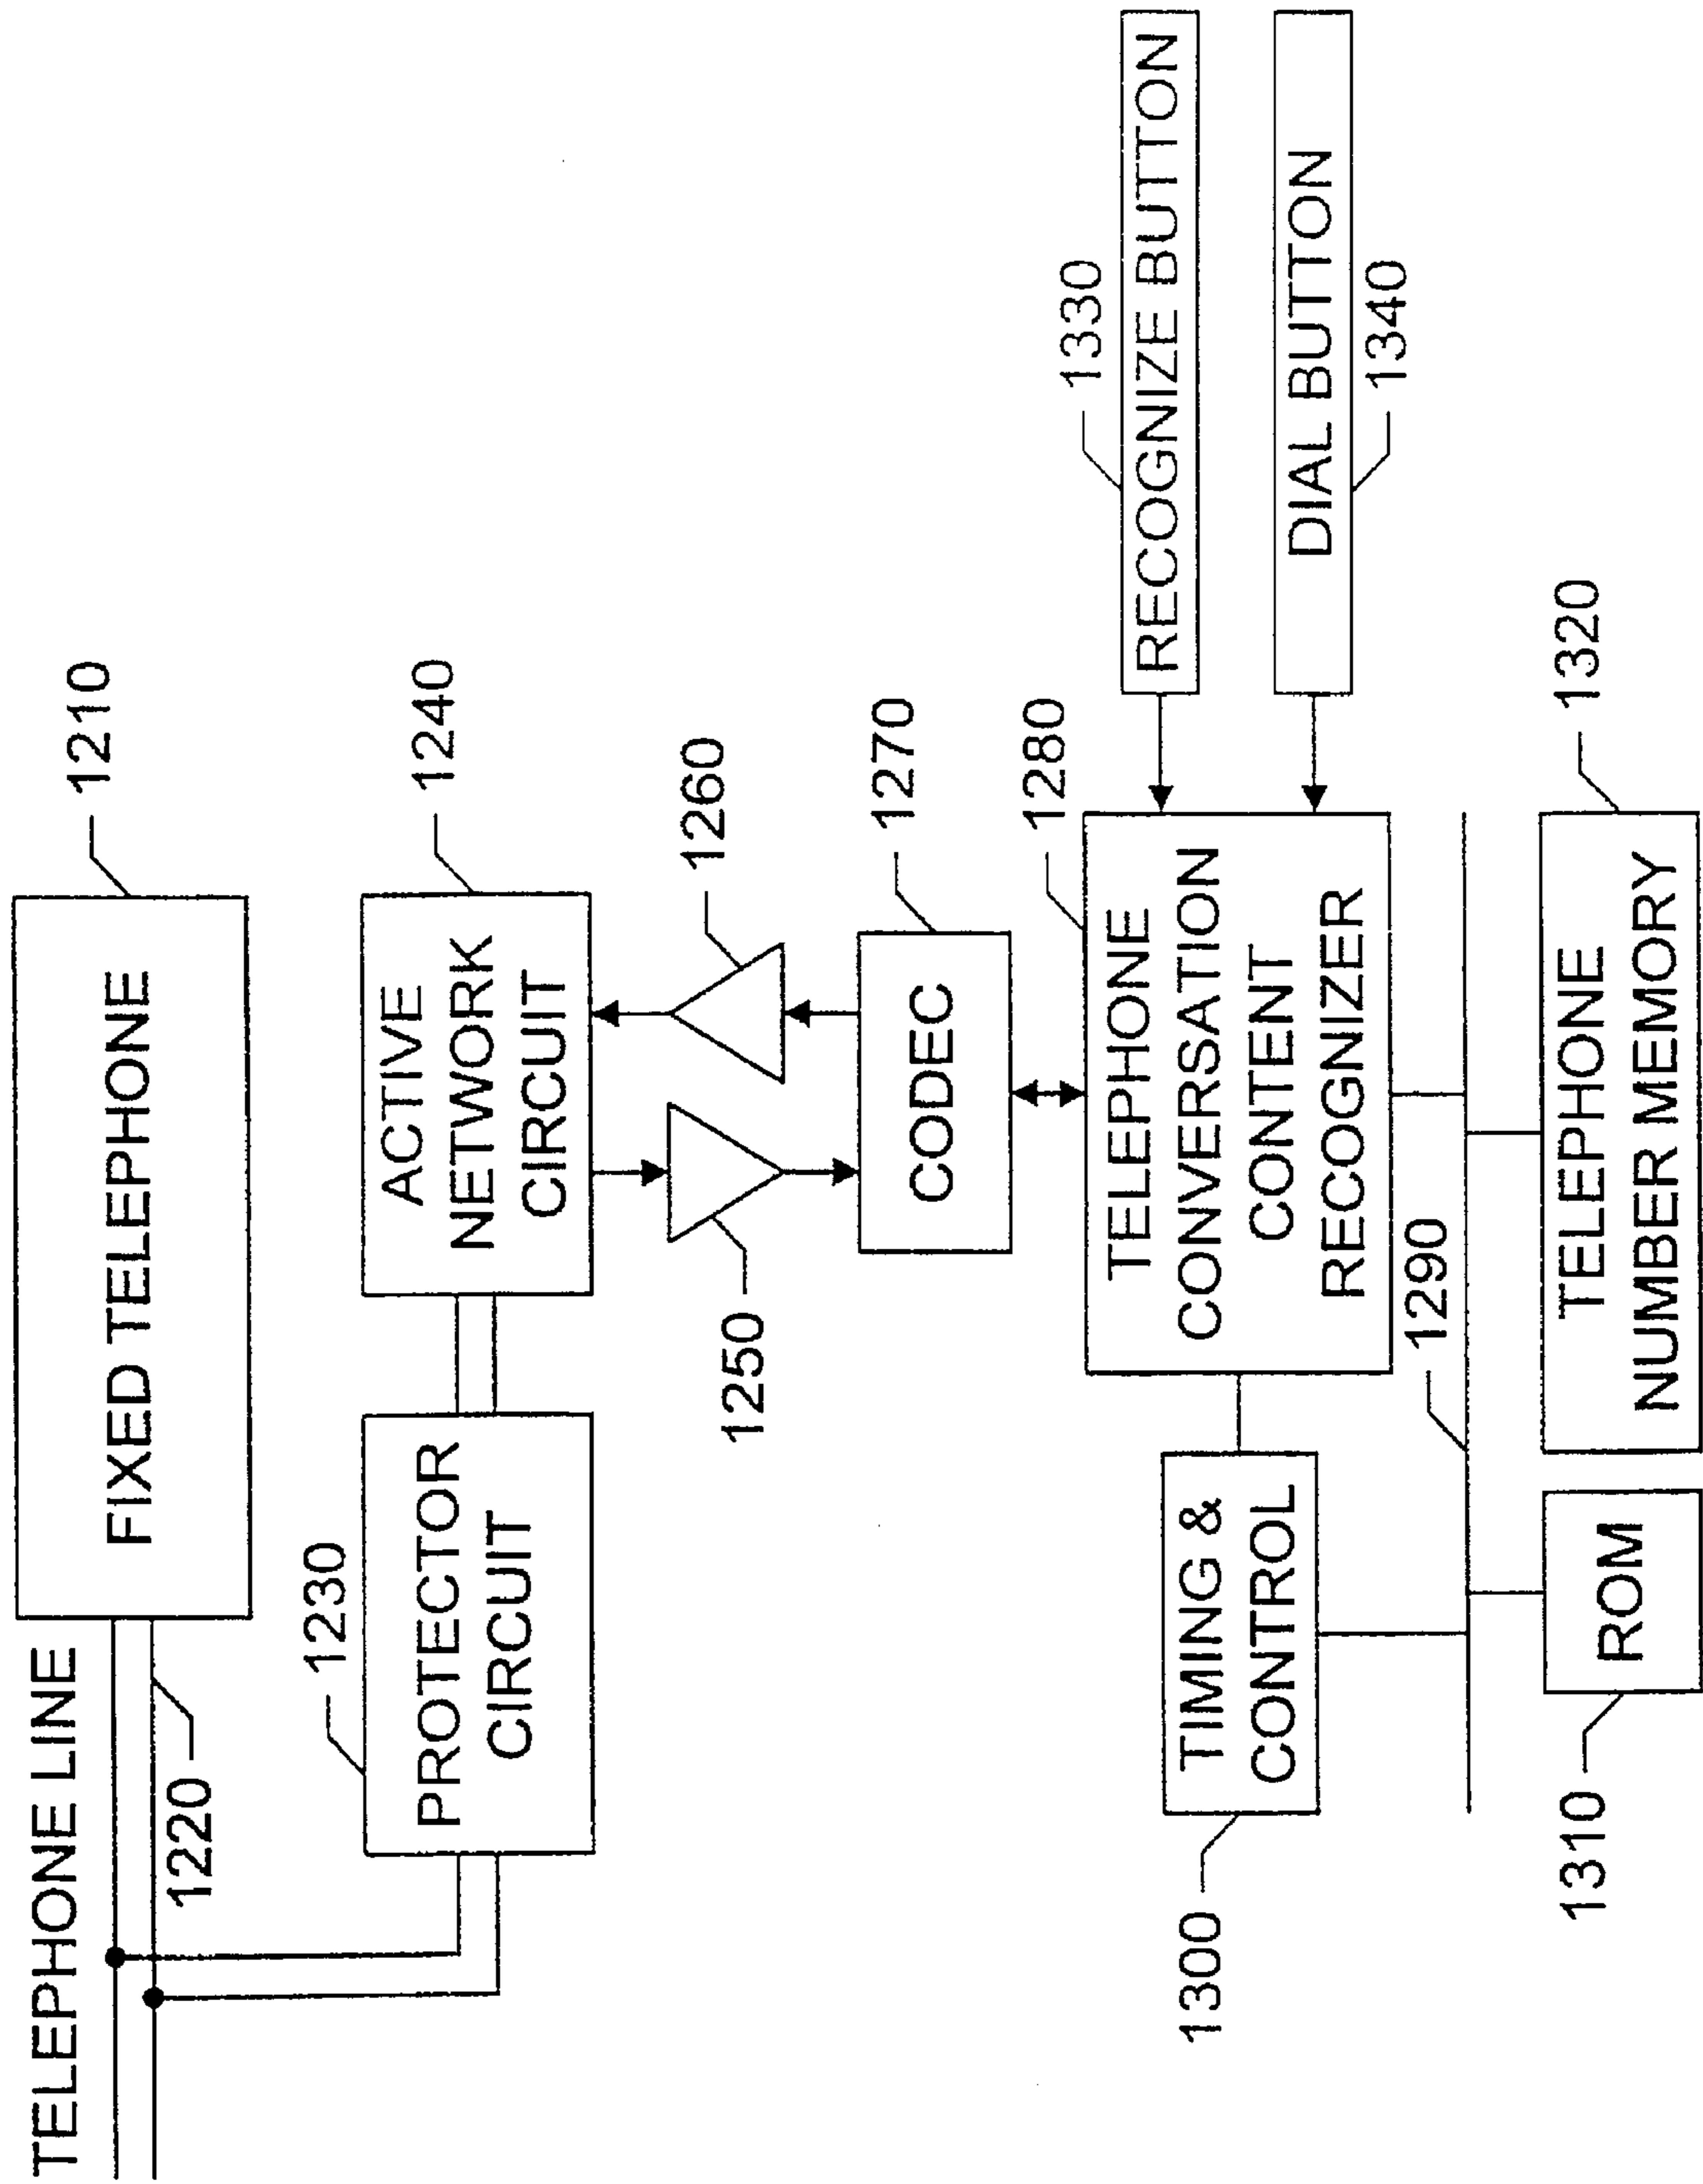 TELEPHONE LINE
FIXED TELEPHONE
1210
1220
1230
PROTECTOR
CIRCUIT
ACTIVE
NETWORK
CIRCUIT
1240
1250
1260
CODEC
1270
1280
TELEPHONE
CONVERSATION
CONTENT
RECOGNIZER
1330
RECOGNIZE BUTTON
DIAL BUTTON
1340
1300
TIMING &
CONTROL
1290
1310
ROM
TELEPHONE
NUMBER MEMORY
1320